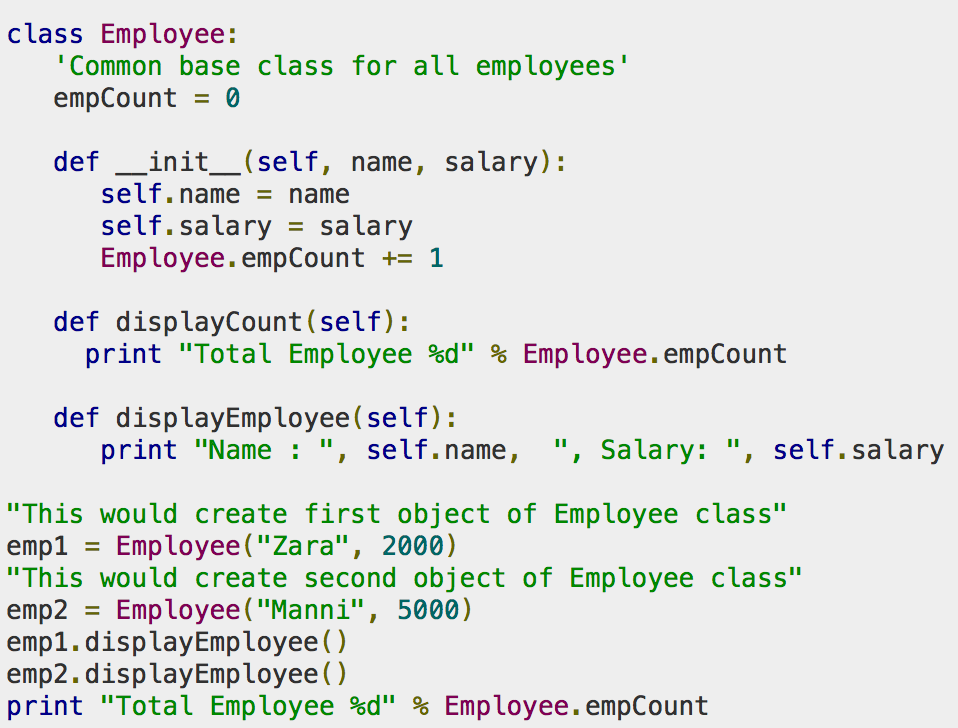 class Employee:
   'Common base class for all employees'
   empCount = 0

   def __init__(self, name, salary):
      self.name = name
      self.salary = salary
      Employee.empCount += 1

   def displayCount(self):
     print "Total Employee %d" % Employee.empCount

   def displayEmployee(self):
      print "Name : ", self.name,  ", Salary: ", self.salary

"This would create first object of Employee class"
emp1 = Employee("Zara", 2000)
"This would create second object of Employee class"
emp2 = Employee("Manni", 5000)
emp1.displayEmployee()
emp2.displayEmployee()
print "Total Employee %d" % Employee.empCount